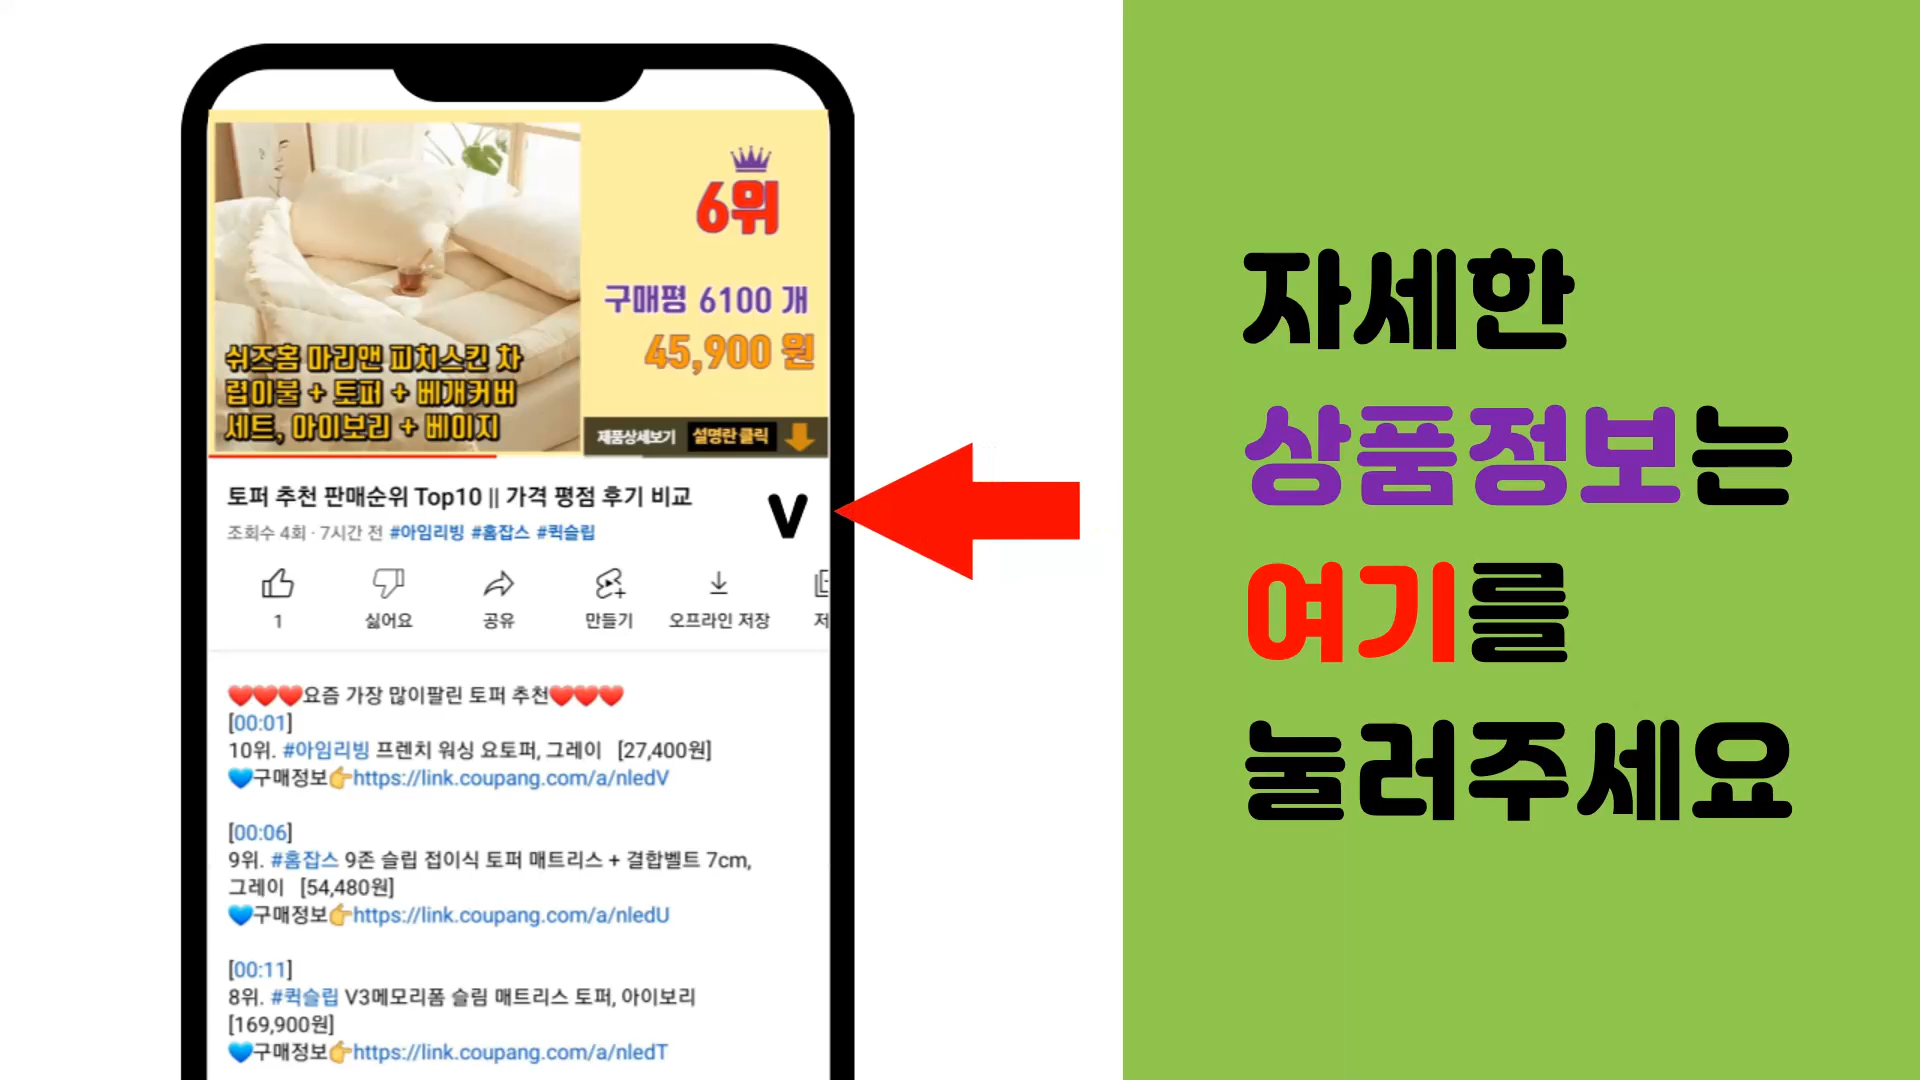 6위
구매평 6100 개
45,900 원
쉬즈홈 마리앤 피치스킨 차
렵이불 + 토퍼 + 베개커버
세트, 아이보리 + 베이지
제품상세보기 설명란 클릭
토퍼 추천 판매순위 Top10 || 가격 평점 후기 비교
V
조회수 4회 · 7시간 전 #아임리빙 #홈잡스 #퀵슬립
1 싫어요 공유 만들기 오프라인 저장 저
❤️❤️❤️요즘 가장 많이팔린 토퍼 추천❤️❤️❤️
[00:01]
10위. #아임리빙 프렌치 워싱 요토퍼, 그레이 [27,400원]
💙구매정보👉https://link.coupang.com/a/nledV
[00:06]
9위. #홈잡스 9존 슬립 접이식 토퍼 매트리스 + 결합벨트 7cm,
그레이 [54,480원]
💙구매정보👉https://link.coupang.com/a/nledU
[00:11]
8위. #퀵슬립 V3메모리폼 슬림 매트리스 토퍼, 아이보리
[169,900원]
💙구매정보👉https://link.coupang.com/a/nledT
자세한
상품정보는
여기를
눌러주세요